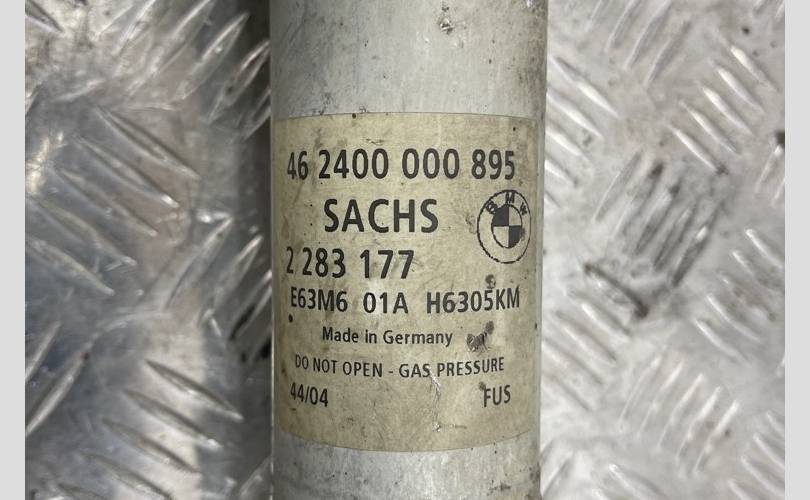 46 2400 000 895
SACHS
BMW
2 283 177
E63M6 01A H6305KM
Made in Germany
DO NOT OPEN - GAS PRESSURE
44/04 FUS